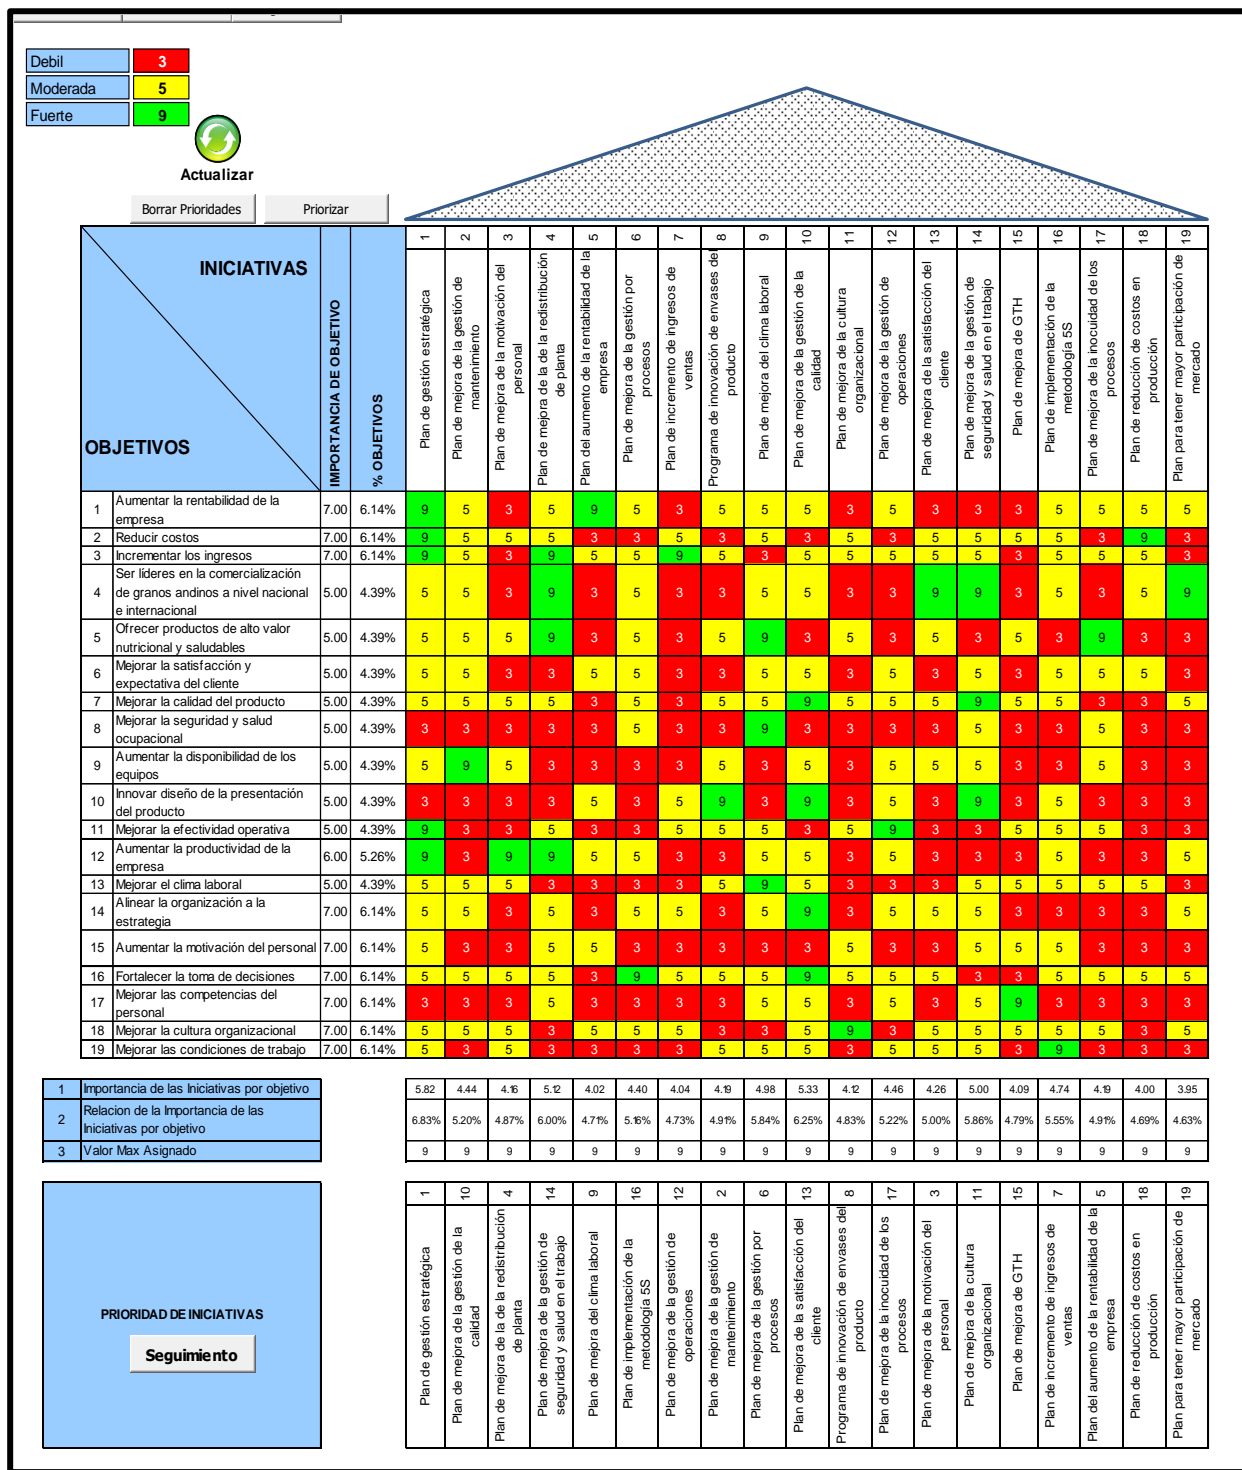 Debil 3
Moderada 5
Fuerte 9
Actualizar
Borrar Prioridades Priorizar
INICIATIVAS
OBJETIVOS
IMPORTANCIA DE OBJETIVO
% OBJETIVOS
1 2 3 4 5 6 7 8 9 10 11 12 13 14 15 16 17 18 19
Plan de gestión estratégica
Plan de mejora de la gestión de
mantenimiento
Plan de mejora de la motivación del
personal
Plan de mejora de la de la redistribución
de planta
Plan del aumento de la rentabilidad de la
empresa
Plan de mejora de la gestión por
procesos
Plan de incremento de ingresos de
ventas
Programa de innovación de envases del
producto
Plan de mejora del clima laboral
Plan de mejora de la gestión de la
calidad
Plan de mejora de la cultura
organizacional
Plan de mejora de la gestión de
operaciones
Plan de mejora de la satisfacción del
cliente
Plan de mejora de la gestión de
seguridad y salud en el trabajo
Plan de mejora de GTH
Plan de implementación de la
metodología 5S
Plan de mejora de la inocuidad de los
procesos
Plan de reducción de costos en
producción
Plan para tener mayor participación de
mercado
1 Aumentar la rentabilidad de la
empresa 7.00 6.14% 9 5 3 5 9 5 3 5 5 5 3 5 3 3 3 5 5 5 5
2 Reducir costos 7.00 6.14% 9 5 5 5 3 3 5 3 5 3 5 3 5 5 5 5 3 9 3
3 Incrementar los ingresos 7.00 6.14% 9 5 3 9 5 5 9 5 3 5 5 5 5 5 3 5 5 5 3
4 Ser líderes en la comercialización
de granos andinos a nivel nacional
e internacional 5.00 4.39% 5 5 3 9 3 5 3 3 5 5 3 3 9 9 3 5 3 5 9
5 Ofrecer productos de alto valor
nutricional y saludables 5.00 4.39% 5 5 5 9 3 5 3 5 9 3 5 3 5 3 5 3 9 3 3
6 Mejorar la satisfacción y
expectativa del cliente 5.00 4.39% 5 5 3 3 5 5 3 3 5 5 3 5 3 5 3 5 5 5 3
7 Mejorar la calidad del producto 5.00 4.39% 5 5 5 5 3 5 3 5 5 9 5 5 5 9 5 5 3 3 5
8 Mejorar la seguridad y salud
ocupacional 5.00 4.39% 3 3 3 3 3 5 3 3 9 3 3 3 3 5 3 3 5 3 3
9 Aumentar la disponibilidad de los
equipos 5.00 4.39% 5 9 5 3 3 3 3 5 3 5 3 5 5 5 3 3 5 3 3
10 Innovar diseño de la presentación
del producto 5.00 4.39% 3 3 3 3 5 3 5 9 3 9 3 5 3 9 3 5 3 3 3
11 Mejorar la efectividad operativa 5.00 4.39% 9 3 3 5 3 3 5 5 5 3 5 9 3 3 5 5 5 3 3
12 Aumentar la productividad de la
empresa 6.00 5.26% 9 3 9 9 5 5 3 3 5 5 3 5 3 3 3 5 3 3 5
13 Mejorar el clima laboral 5.00 4.39% 5 5 5 3 3 3 3 5 9 5 3 3 3 5 5 5 5 5 3
14 Alinear la organización a la
estrategia 7.00 6.14% 5 5 3 5 3 5 5 3 5 9 3 5 5 5 3 3 3 3 5
15 Aumentar la motivación del personal 7.00 6.14% 5 3 3 5 5 3 3 3 3 3 5 3 3 5 5 5 3 3 3
16 Fortalecer la toma de decisiones 7.00 6.14% 5 5 5 5 3 9 5 5 5 9 5 5 5 3 3 5 5 5 5
17 Mejorar las competencias del
personal 7.00 6.14% 3 3 3 5 3 3 3 3 5 5 3 5 3 5 9 3 3 3 3
18 Mejorar la cultura organizacional 7.00 6.14% 5 5 5 3 5 5 5 3 3 5 9 3 5 5 5 5 5 3 5
19 Mejorar las condiciones de trabajo 7.00 6.14% 5 3 5 3 3 3 3 5 5 5 3 5 5 5 3 9 3 3 3
1 Importancia de las Iniciativas por objetivo 5.82 4.44 4.16 5.12 4.02 4.40 4.04 4.19 4.98 5.33 4.12 4.46 4.26 5.00 4.09 4.74 4.19 4.00 3.95
2 Relacion de la Importancia de las
Iniciativas por objetivo 6.83% 5.20% 4.87% 6.00% 4.71% 5.16% 4.73% 4.91% 5.84% 6.25% 4.83% 5.22% 5.00% 5.86% 4.79% 5.55% 4.91% 4.69% 4.63%
3 Valor Max Asignado 9 9 9 9 9 9 9 9 9 9 9 9 9 9 9 9 9 9 9
PRIORIDAD DE INICIATIVAS
Seguimiento
1 10 4 14 9 16 12 2 6 13 8 17 3 11 15 7 5 18 19
Plan de gestión estratégica
Plan de mejora de la gestión de la
calidad
Plan de mejora de la de la redistribución
de planta
Plan de mejora de la gestión de
seguridad y salud en el trabajo
Plan de mejora del clima laboral
Plan de implementación de la
metodología 5S
Plan de mejora de la gestión de
operaciones
Plan de mejora de la gestión de
mantenimiento
Plan de mejora de la gestión por
procesos
Plan de mejora de la satisfacción del
cliente
Programa de innovación de envases del
producto
Plan de mejora de la inocuidad de los
procesos
Plan de mejora de la motivación del
personal
Plan de mejora de la cultura
organizacional
Plan de mejora de GTH
Plan de incremento de ingresos de
ventas
Plan del aumento de la rentabilidad de la
empresa
Plan de reducción de costos en
producción
Plan para tener mayor participación de
mercado